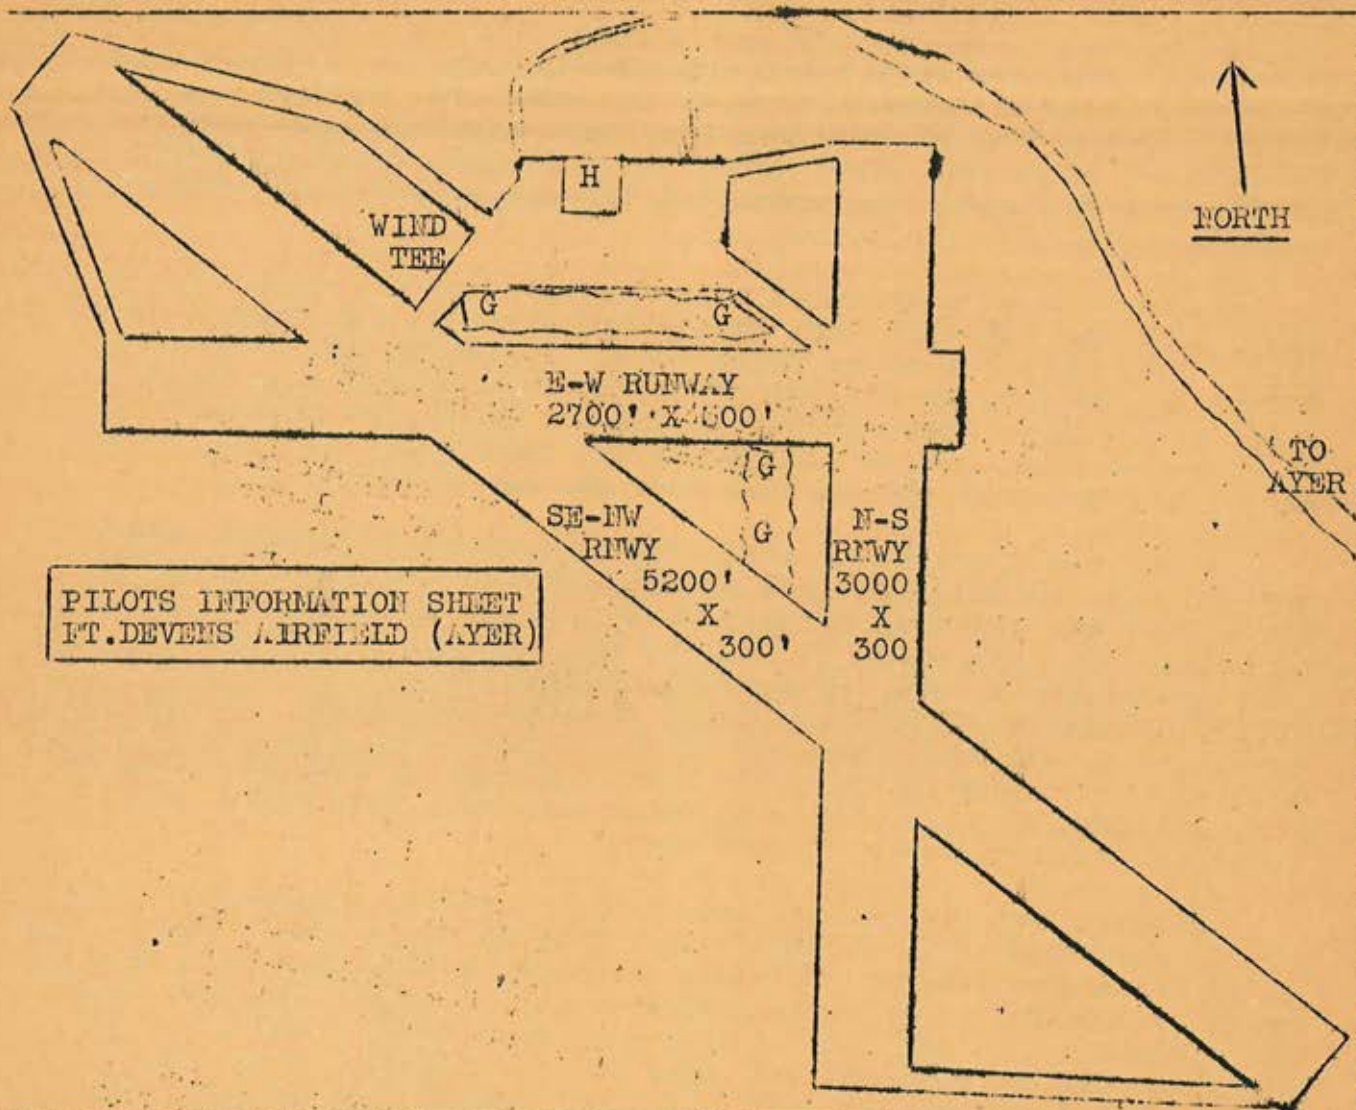 NORTH
H
WIND
TEE
G
G
E-W RUNWAY
2700' X
G
G
TO
AYER
SE-NW
RNWY
5200'
X
300'
N-S
RNWY
3000
X
300
PILOTS INFORMATION SHEET
FT.DEVENS AIRFIELD (AYER)